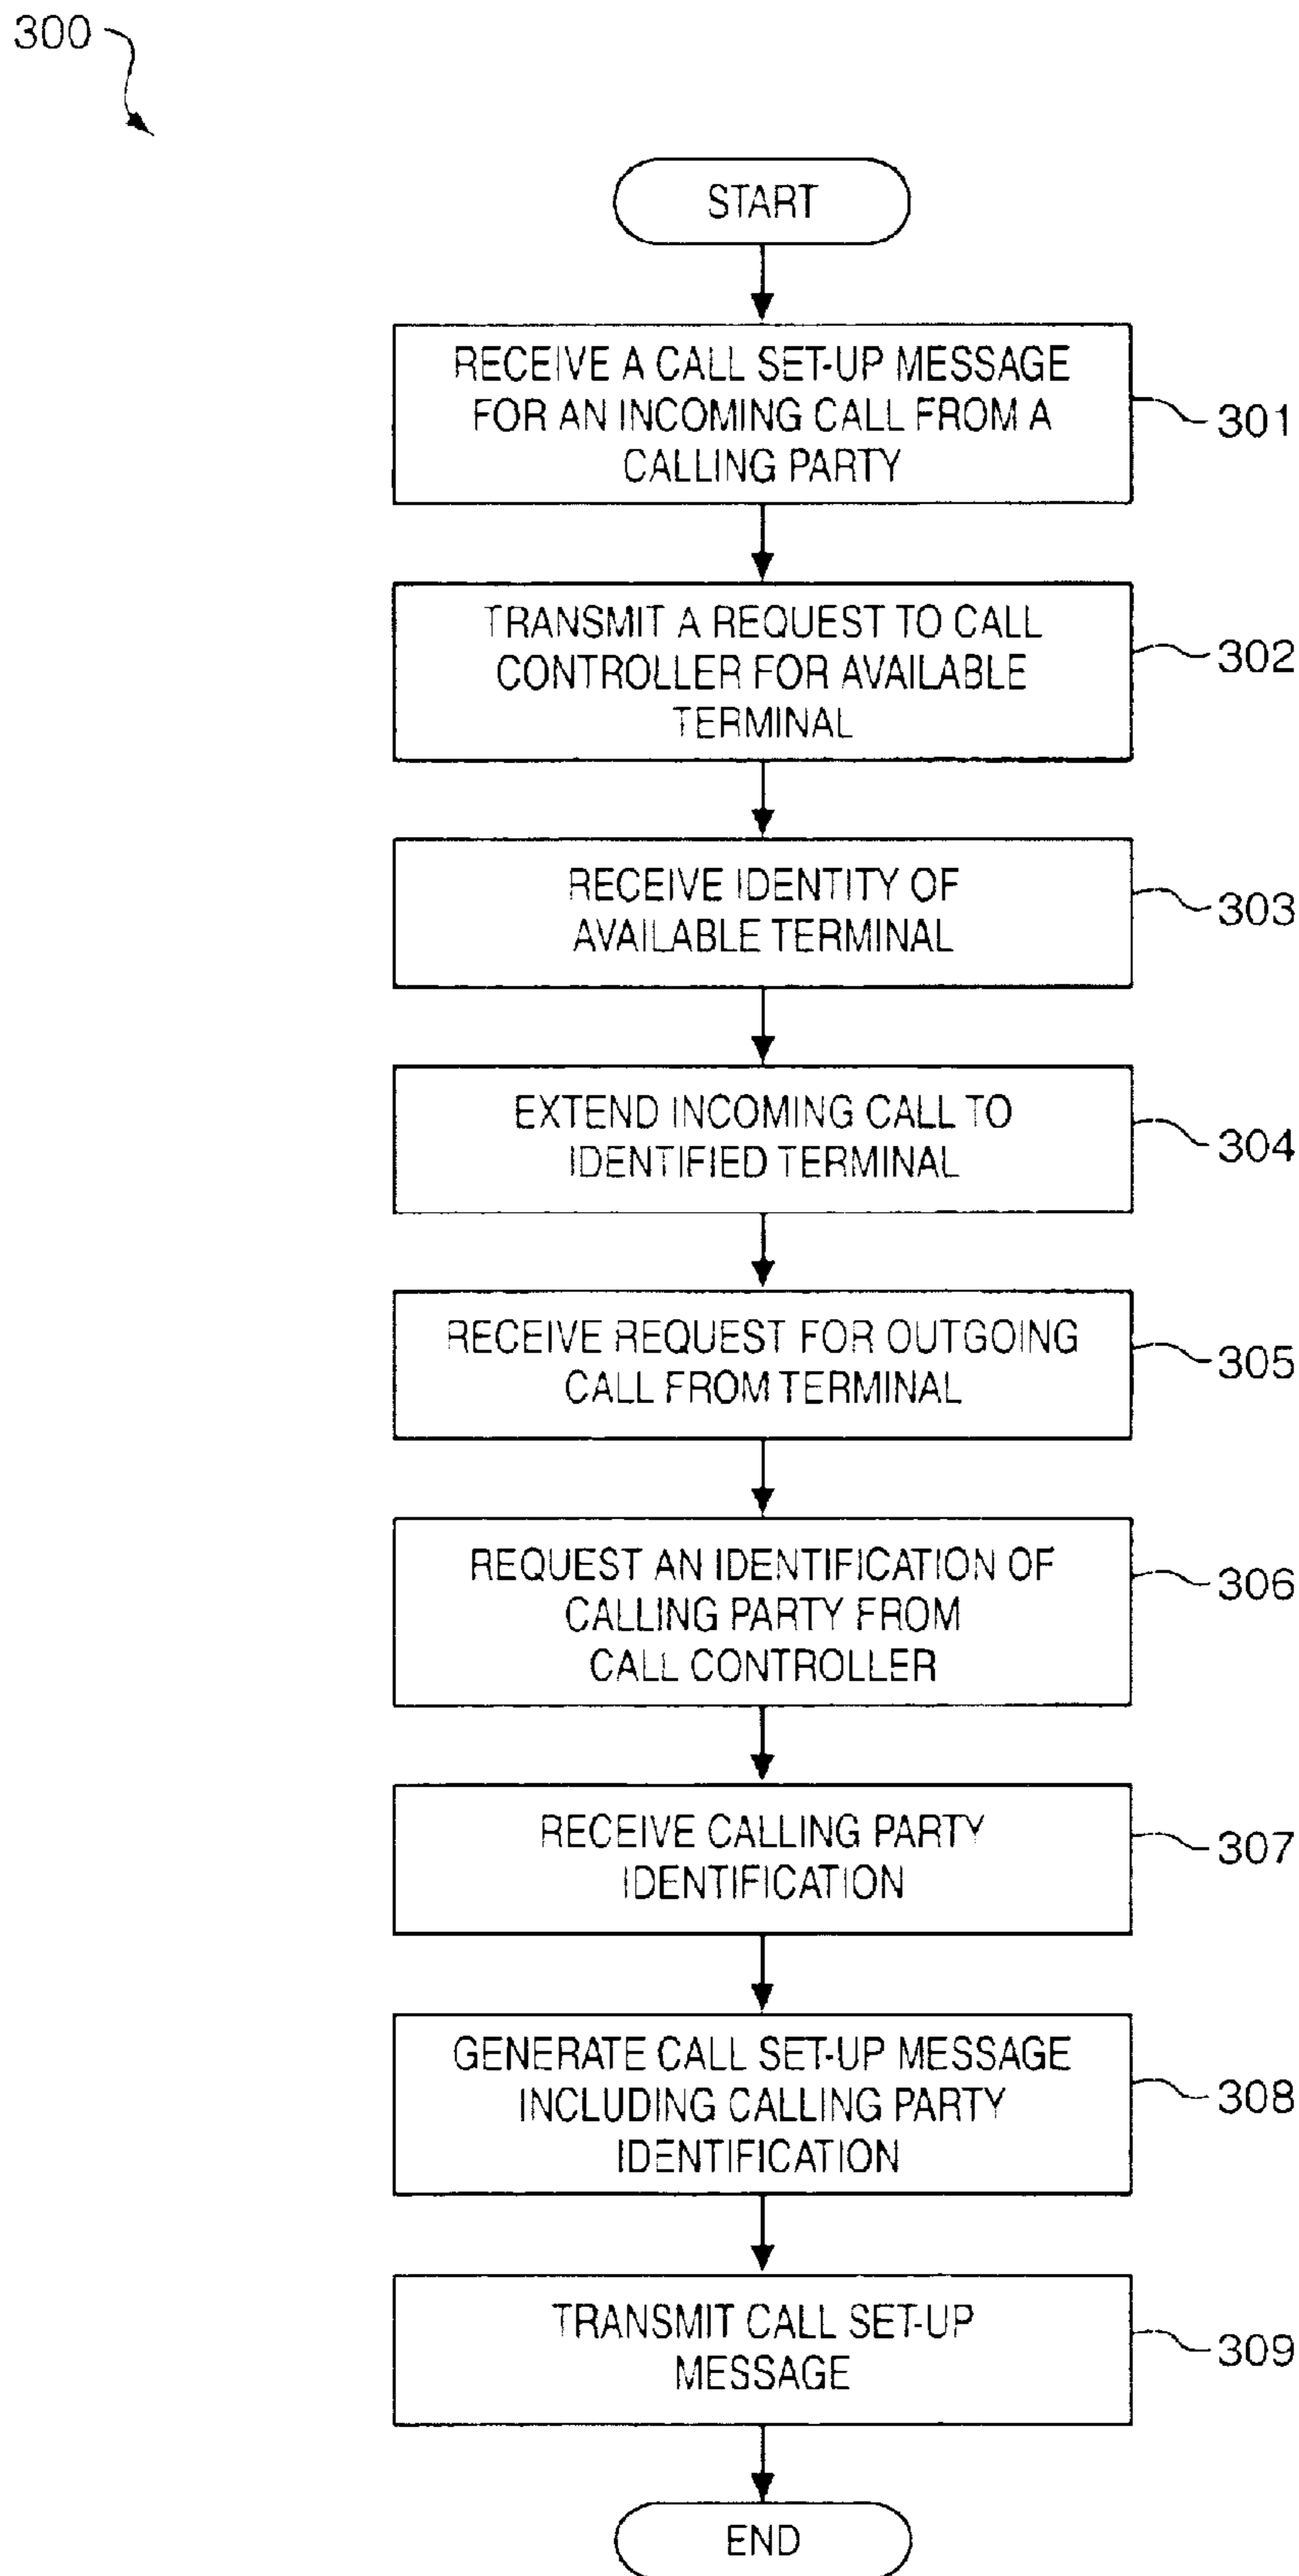 300
START
RECEIVE A CALL SET-UP MESSAGE
FOR AN INCOMING CALL FROM A
CALLING PARTY
301
TRANSMIT A REQUEST TO CALL
CONTROLLER FOR AVAILABLE
TERMINAL
302
RECEIVE IDENTITY OF
AVAILABLE TERMINAL
303
EXTEND INCOMING CALL TO
IDENTIFIED TERMINAL
304
RECEIVE REQUEST FOR OUTGOING
CALL FROM TERMINAL
305
REQUEST AN IDENTIFICATION OF
CALLING PARTY FROM
CALL CONTROLLER
306
RECEIVE CALLING PARTY
IDENTIFICATION
307
GENERATE CALL SET-UP MESSAGE
INCLUDING CALLING PARTY
IDENTIFICATION
308
TRANSMIT CALL SET-UP
MESSAGE
309
END